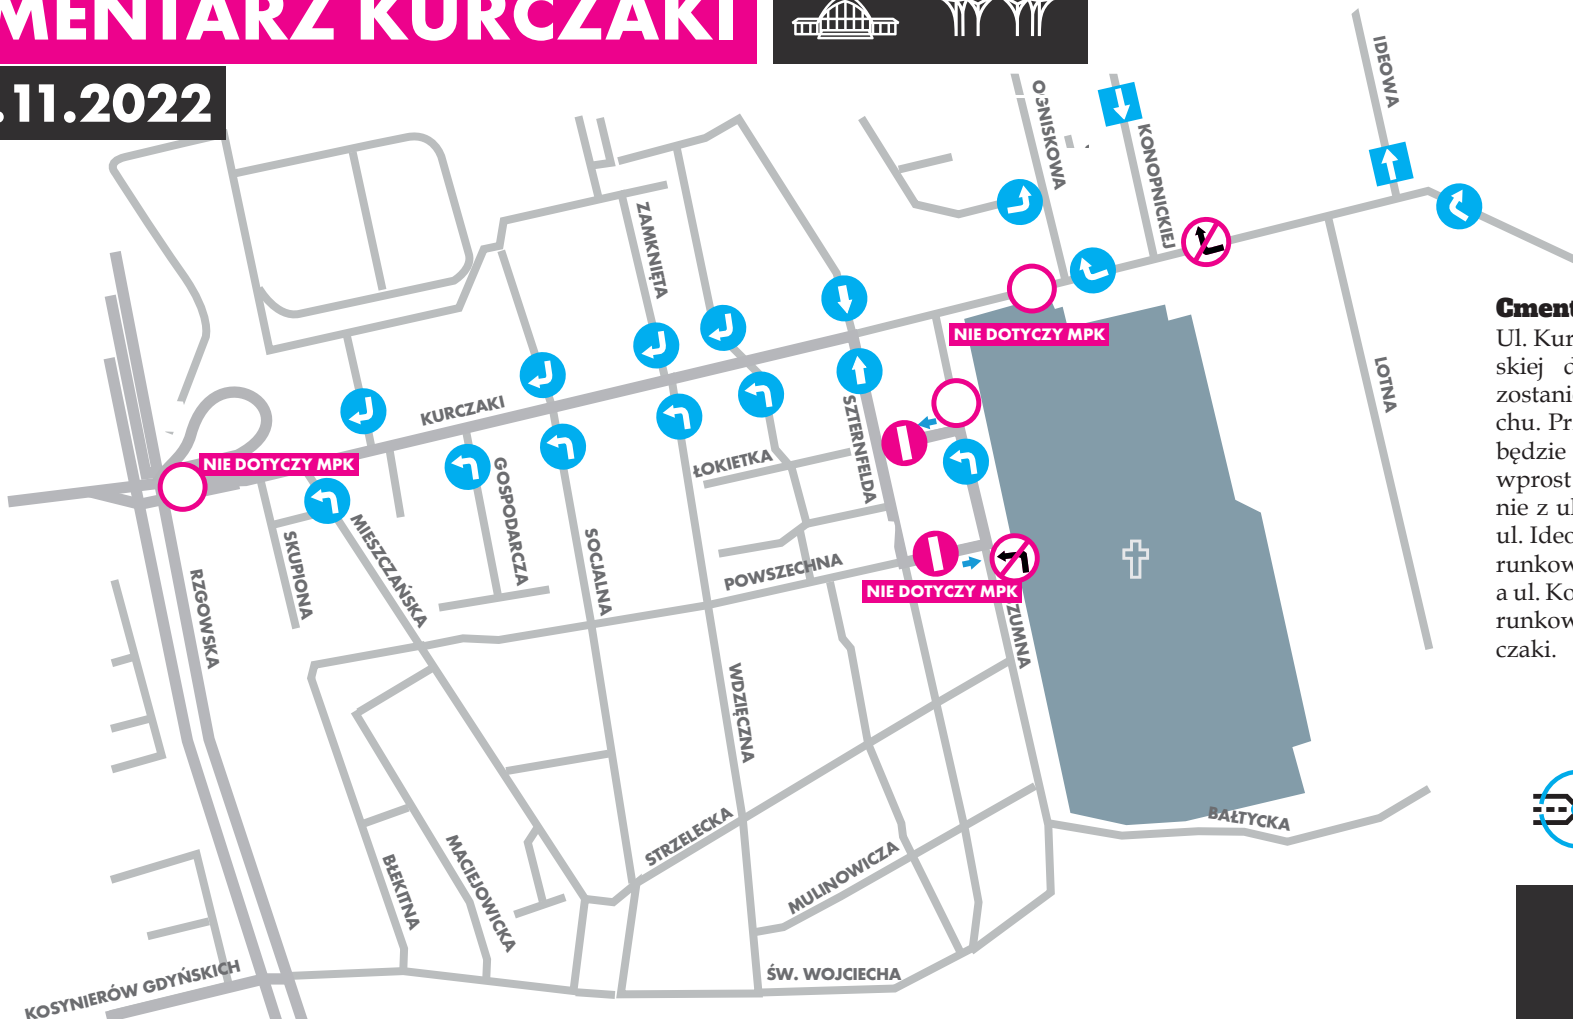 MENTARZ KURCZAKI
.11.2022
IDEOWA
OGNISKOWA
KONOPNICKIEJ
ZAMKNIĘTA
NIE DOTYCZY MPK
LOTNA
KURCZAKI
SZTERNFELDA
NIE DOTYCZY MPK
ŁOKIETKA
GOSPODARCZA
SKUPIONA
MIESZCZAŃSKA
SOCJALNA
POWSZECHNA
NIE DOTYCZY MPK
RZGOWSKA
ZUMNA
WDZIĘCZNA
STRZELECKA
BAŁTYCKA
MULINOWICZA
BŁEKITNA
MACIEJOWICKA
ŚW. WOJCIECHA
KOSYNIERÓW GDYŃSKICH
Cment
Ul. Kur
skiej d
zostani
chu. Pr
będzie
wprost
nie z ul
ul. Ideo
runkow
a ul. Ko
runkow
czaki.